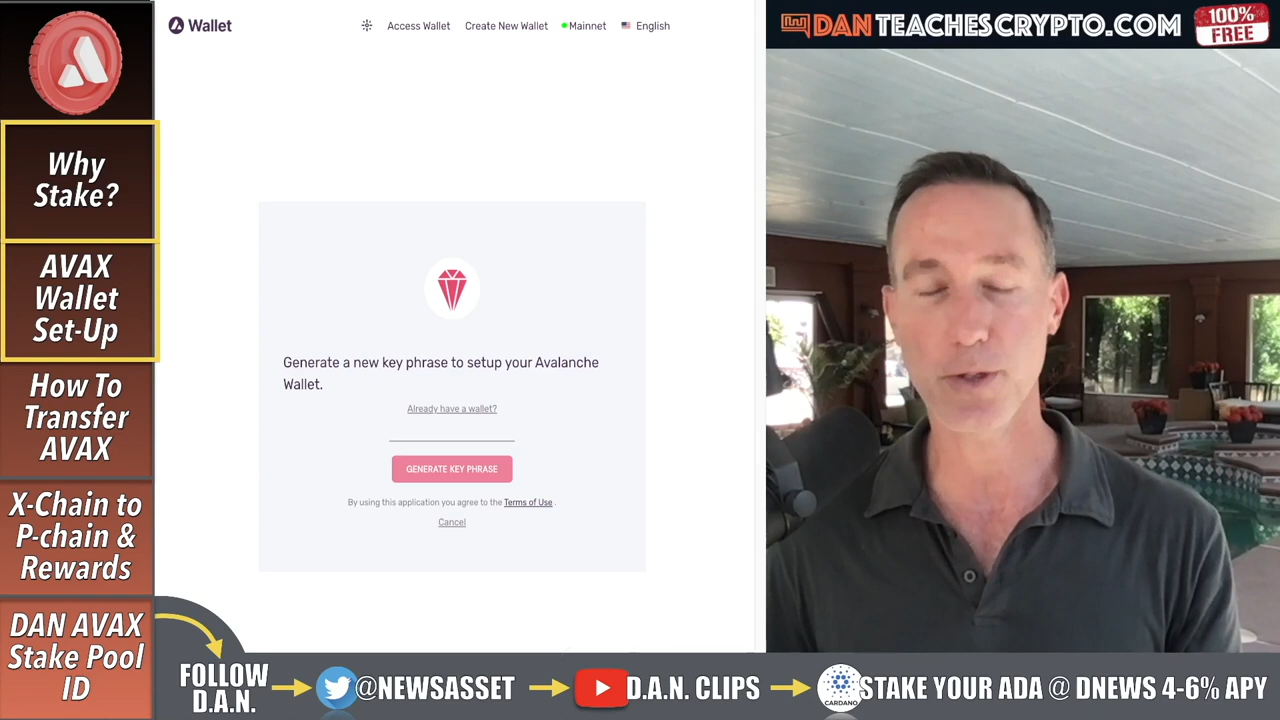 Wallet
Access Wallet
Create New Wallet
Mainnet
English
DANTEACHESCRYPTO.COM
100%
FREE
Why
Stake?
AVAX
Wallet
Set-Up
How To
Transfer
AVAX
X-Chain to
P-chain &
Rewards
DAN AVAX
Stake Pool
ID
Generate a new key phrase to setup your Avalanche
Wallet.
Already have a wallet?
GENERATE KEY PHRASE
By using this application you agree to the Terms of Use .
Cancel
FOLLOW
D.A.N.
@NEWSASSET
D.A.N. CLIPS
CARDANO
STAKE YOUR ADA @ DNEWS 4-6% APY